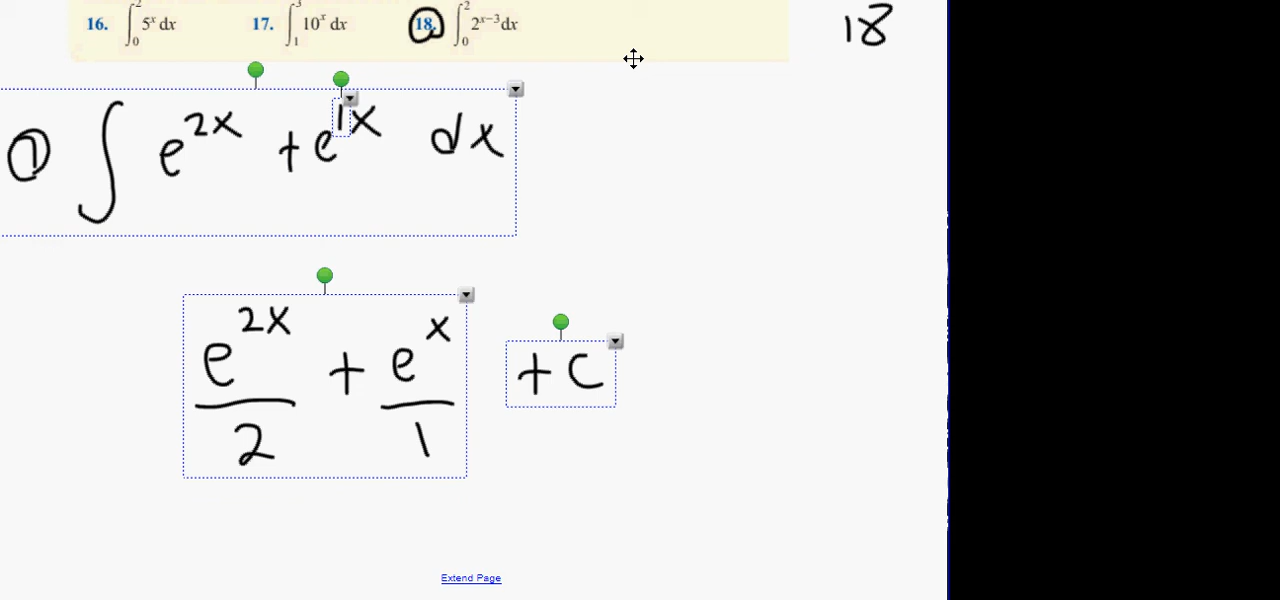 16. ∫₀² 5ˣ dx 17. ∫₁³ 10ˣ dx 18. ∫₀² 2ˣ⁻³ dx 18
① ∫ e²ˣ + e¹ˣ dx
e²ˣ/2 + eˣ/1 + C
Extend Page